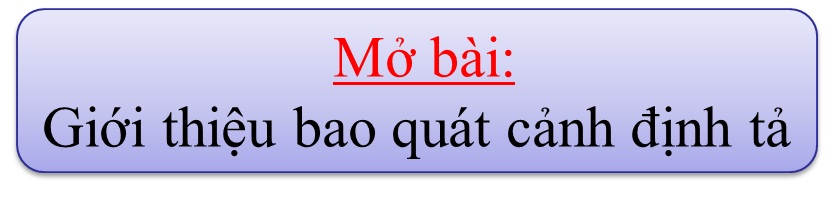 Mở bài:
Giới thiệu bao quát cảnh định tả